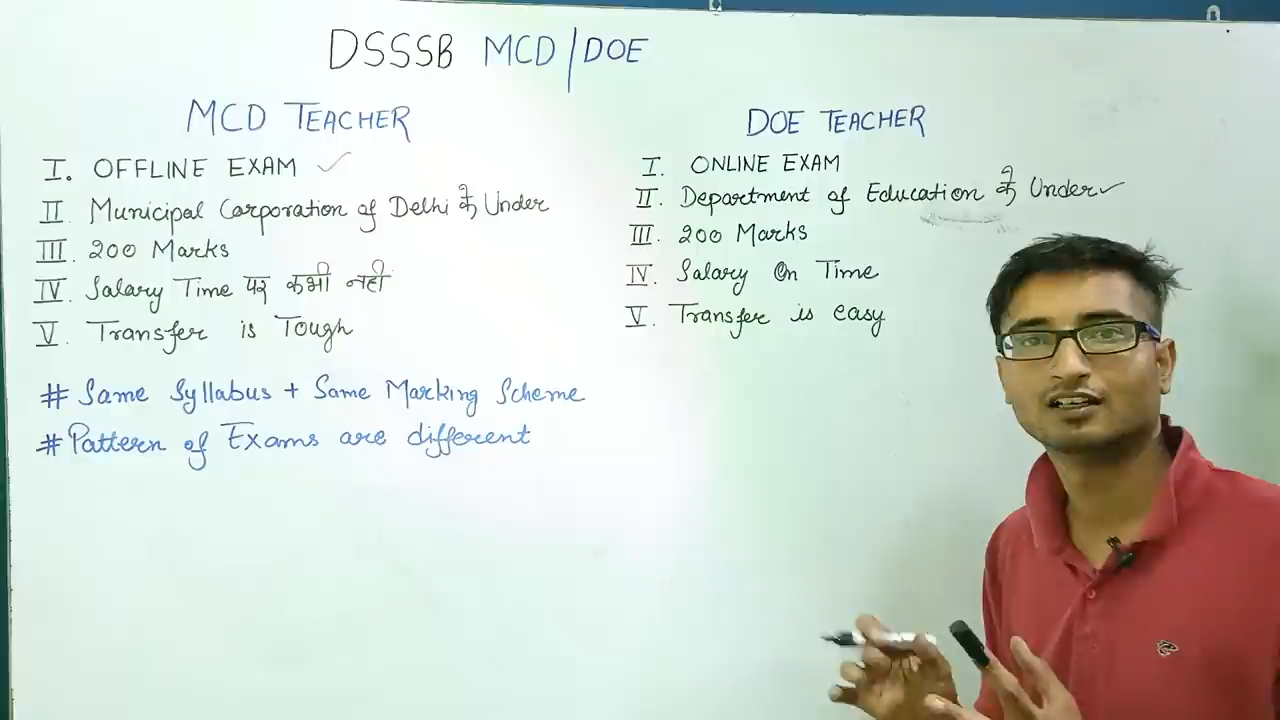 DSSSB MCD/DOE
MCD TEACHER
I. OFFLINE EXAM ✓
II. Municipal Corporation of Delhi के Under
III. 200 Marks
IV. Salary Time पर कभी नही
V. Transfer is Tough
# Same Syllabus + Same Marking Scheme
# Pattern of Exams are different
DOE TEACHER
I. ONLINE EXAM
II. Department of Education के Under ✓
III. 200 Marks
IV. Salary On Time
V. Transfer is easy